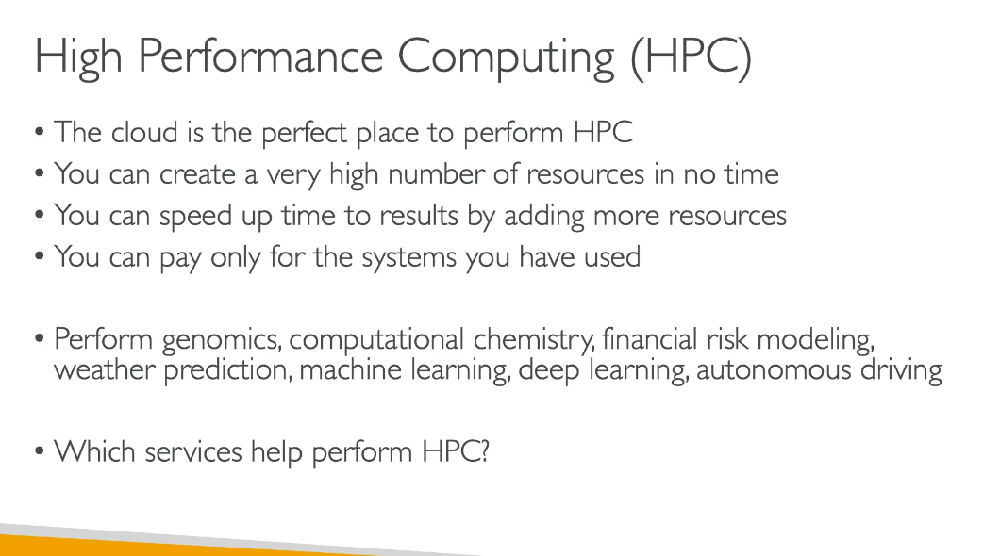 High Performance Computing (HPC)
• The cloud is the perfect place to perform HPC
• You can create a very high number of resources in no time
• You can speed up time to results by adding more resources
• You can pay only for the systems you have used
• Perform genomics, computational chemistry, financial risk modeling,
weather prediction, machine learning, deep learning, autonomous driving
• Which services help perform HPC?